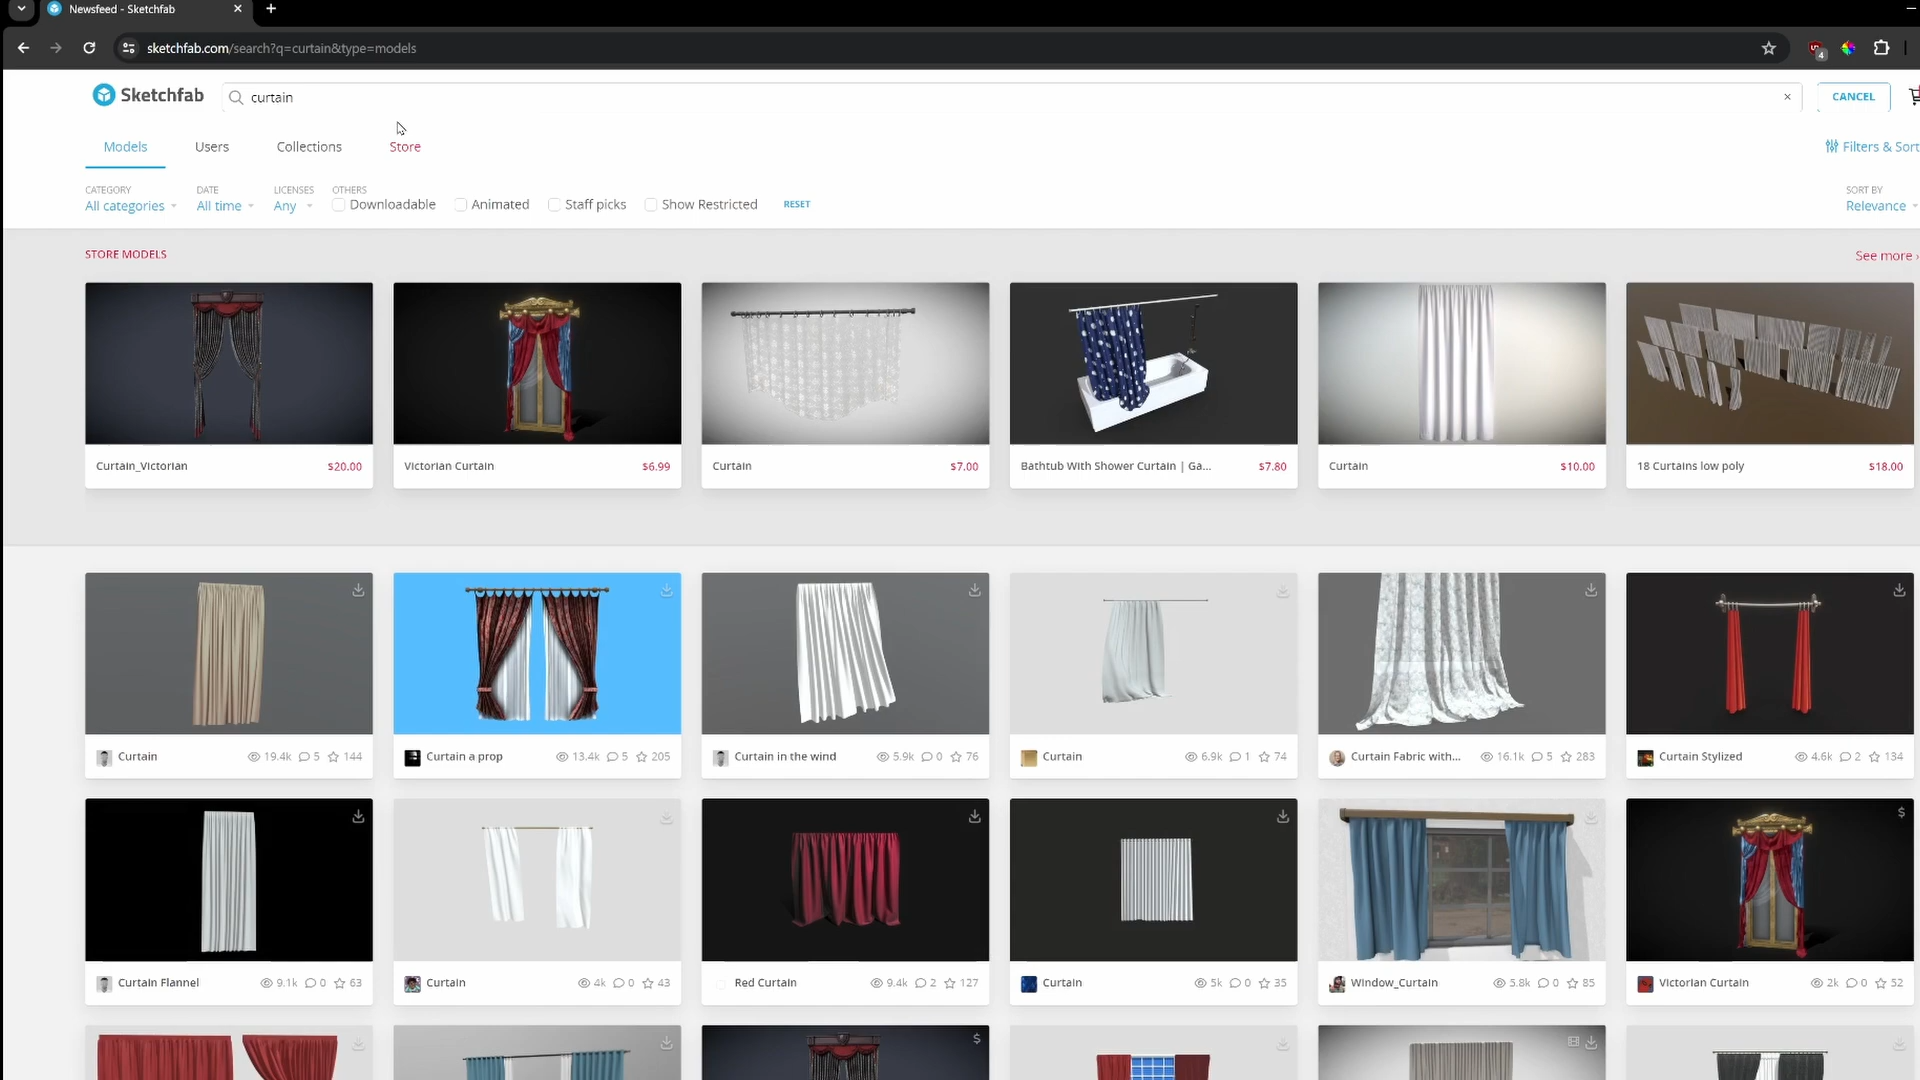 Newsfeed - Sketchfab
sketchfab.com/search?q=curtain&type=models
4
Sketchfab
curtain
CANCEL
Models Users Collections Store
Filters & Sort
CATEGORY DATE LICENSES OTHERS
All categories All time Any Downloadable Animated Staff picks Show Restricted RESET
SORT BY
Relevance
STORE MODELS
See more ›
Curtain_Victorian $20.00
Victorian Curtain $6.99
Curtain $7.00
Bathtub With Shower Curtain | Ga... $7.80
Curtain $10.00
18 Curtains low poly $18.00
Curtain 19.4k 5 144
Curtain a prop 13.4k 5 205
Curtain in the wind 5.9k 0 76
Curtain 6.9k 1 74
Curtain Fabric with... 16.1k 5 283
Curtain Stylized 4.6k 2 134
$
Curtain Flannel 9.1k 0 63
Curtain 4k 0 43
Red Curtain 9.4k 2 127
Curtain 5k 0 35
Window_Curtain 5.8k 0 85
Victorian Curtain 2k 0 52
$